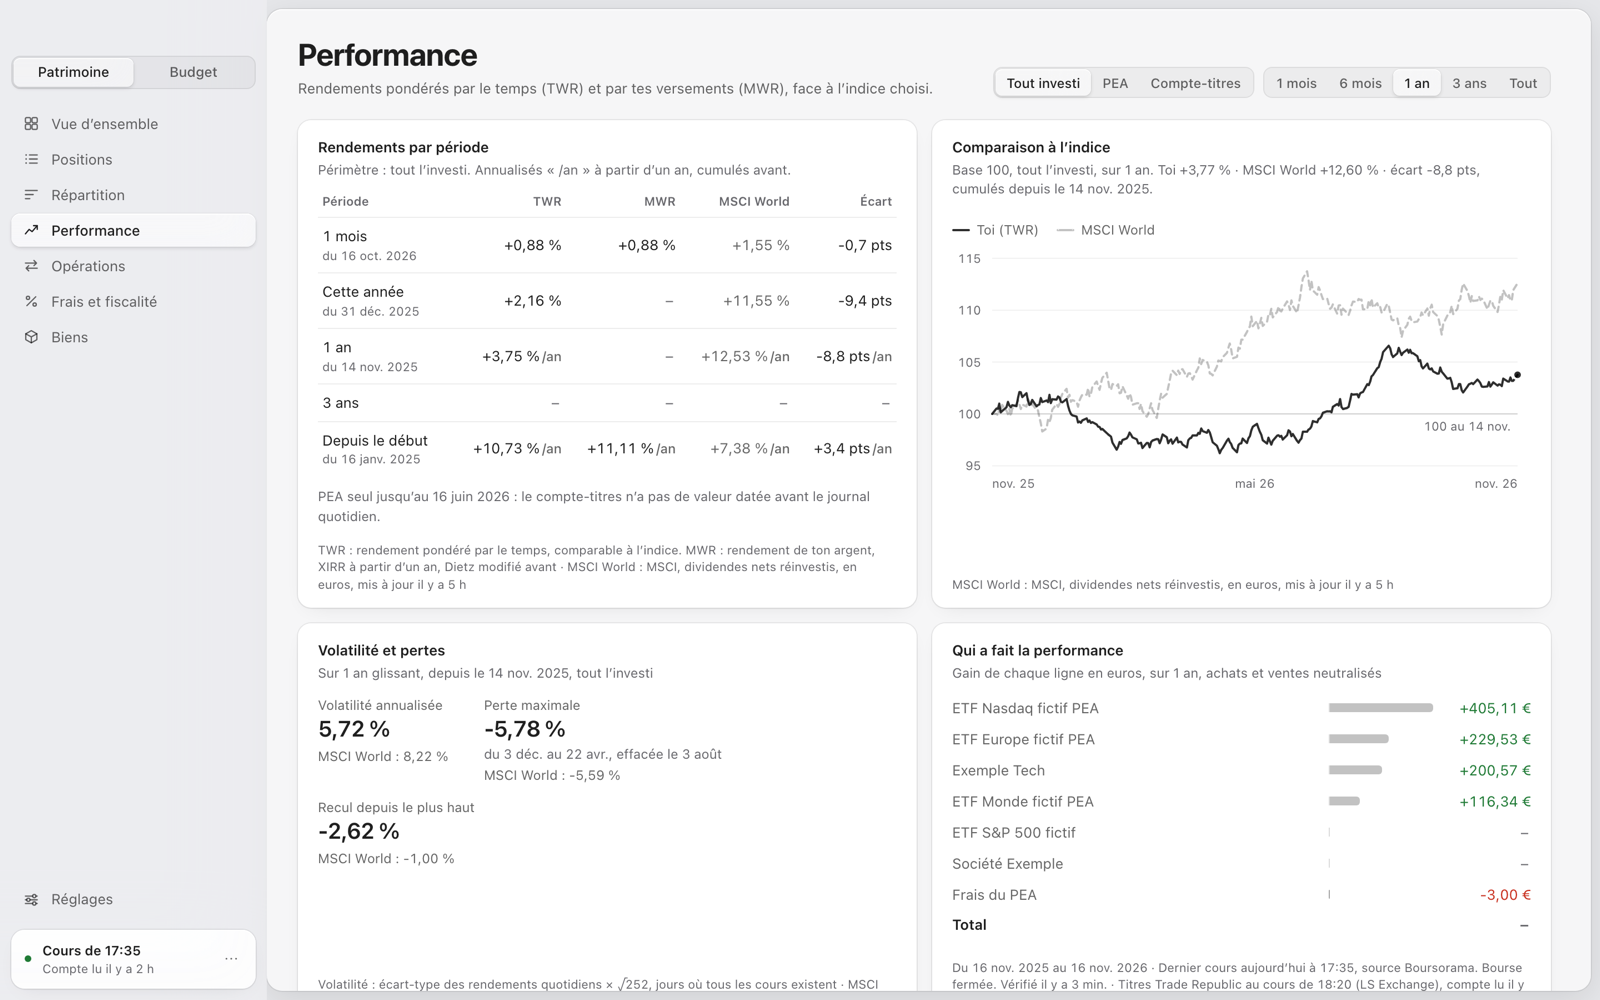 Patrimoine
Budget
Vue d'ensemble
Positions
Répartition
Performance
Opérations
Frais et fiscalité
Biens
Réglages
Cours de 17:35
Compte lu il y a 2 h
...
Performance
Rendements pondérés par le temps (TWR) et par tes versements (MWR), face à l'indice choisi.
Tout investi
PEA
Compte-titres
1 mois
6 mois
1 an
3 ans
Tout
Rendements par période
Périmètre : tout l'investi. Annualisés « /an » à partir d'un an, cumulés avant.
Période TWR MWR MSCI World Écart
1 mois
du 16 oct. 2026
+0,88 % +0,88 % +1,55 % -0,7 pts
Cette année
du 31 déc. 2025
+2,16 % – +11,55 % -9,4 pts
1 an
du 14 nov. 2025
+3,75 %/an – +12,53 %/an -8,8 pts/an
3 ans – – – –
Depuis le début
du 16 janv. 2025
+10,73 %/an +11,11 %/an +7,38 %/an +3,4 pts/an
PEA seul jusqu'au 16 juin 2026 : le compte-titres n'a pas de valeur datée avant le journal
quotidien.
TWR : rendement pondéré par le temps, comparable à l'indice. MWR : rendement de ton argent,
XIRR à partir d'un an, Dietz modifié avant · MSCI World : MSCI, dividendes nets réinvestis, en
euros, mis à jour il y a 5 h
Comparaison à l'indice
Base 100, tout l'investi, sur 1 an. Toi +3,77 % · MSCI World +12,60 % · écart -8,8 pts,
cumulés depuis le 14 nov. 2025.
Toi (TWR)
MSCI World
115
110
105
100
95
100 au 14 nov.
nov. 25
mai 26
nov. 26
MSCI World : MSCI, dividendes nets réinvestis, en euros, mis à jour il y a 5 h
Volatilité et pertes
Sur 1 an glissant, depuis le 14 nov. 2025, tout l'investi
Volatilité annualisée
5,72 %
MSCI World : 8,22 %
Perte maximale
-5,78 %
du 3 déc. au 22 avr., effacée le 3 août
MSCI World : -5,59 %
Recul depuis le plus haut
-2,62 %
MSCI World : -1,00 %
Volatilité : écart-type des rendements quotidiens × √252, jours où tous les cours existent · MSCI
Qui a fait la performance
Gain de chaque ligne en euros, sur 1 an, achats et ventes neutralisés
ETF Nasdaq fictif PEA +405,11 €
ETF Europe fictif PEA +229,53 €
Exemple Tech +200,57 €
ETF Monde fictif PEA +116,34 €
ETF S&P 500 fictif –
Société Exemple –
Frais du PEA -3,00 €
Total –
Du 16 nov. 2025 au 16 nov. 2026 · Dernier cours aujourd'hui à 17:35, source Boursorama. Bourse
fermée. Vérifié il y a 3 min. · Titres Trade Republic au cours de 18:20 (LS Exchange), compte lu il y